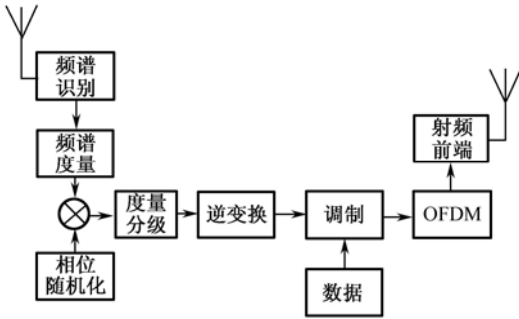 频谱
识别
频谱
度量
相位
随机化
度量
分级
逆变换
调制
数据
OFDM
射频
前端